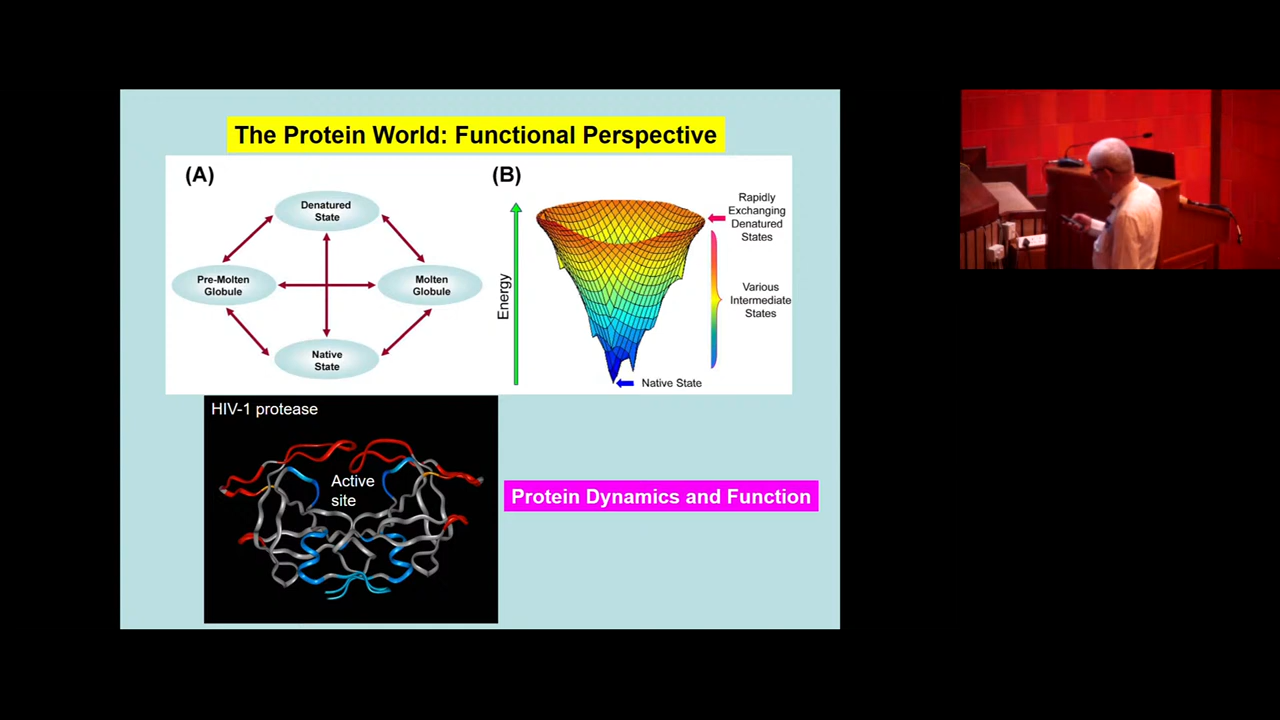 The Protein World: Functional Perspective
(A)
Denatured
State
Pre-Molten
Globule
Molten
Globule
Native
State
(B)
Energy
Rapidly
Exchanging
Denatured
States
Various
Intermediate
States
Native State
HIV-1 protease
Active
site
Protein Dynamics and Function